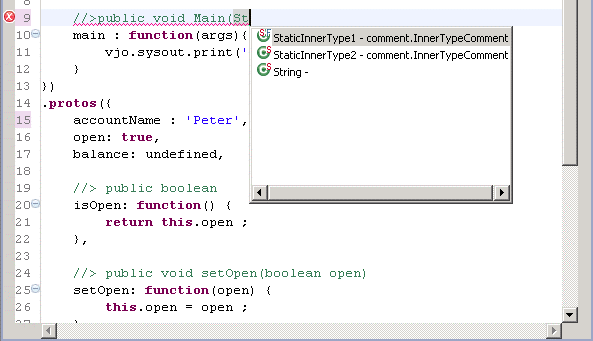 8
9 //>public void Main(St
10 main : function(args){
11 vjo.sysout.print('
12 }
13 })
14 .protos({
15 accountName : 'Peter',
16 open: true,
17 balance: undefined,
18
19 //> public boolean
20 isOpen: function() {
21 return this.open ;
22 },
23
24 //> public void setOpen(boolean open)
25 setOpen: function(open) {
26 this.open = open ;
27 }
StaticInnerType1 - comment.InnerTypeComment
StaticInnerType2 - comment.InnerTypeComment
String -